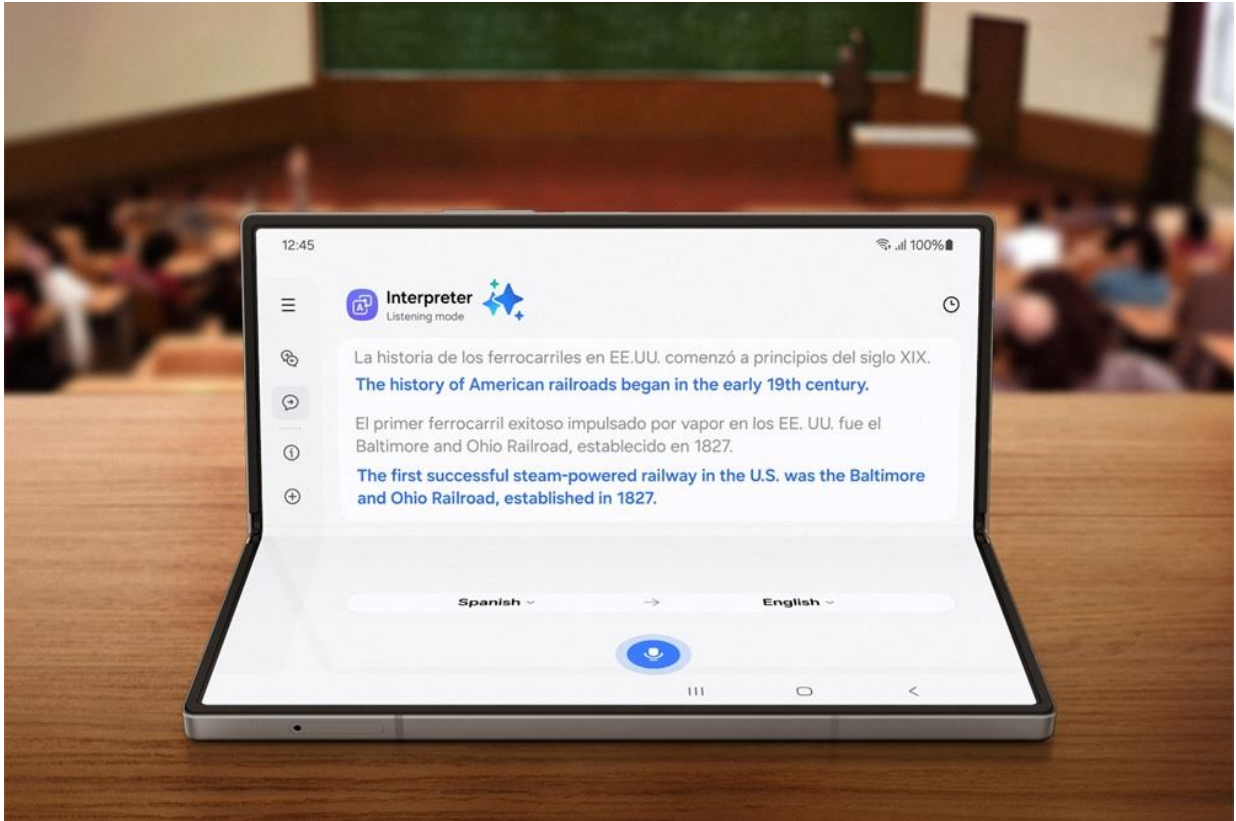 12:45
100%
Interpreter
Listening mode
La historia de los ferrocarriles en EE.UU. comenzó a principios del siglo XIX.
The history of American railroads began in the early 19th century.
El primer ferrocarril exitoso impulsado por vapor en los EE. UU. fue el
Baltimore and Ohio Railroad, establecido en 1827.
The first successful steam-powered railway in the U.S. was the Baltimore
and Ohio Railroad, established in 1827.
Spanish
English